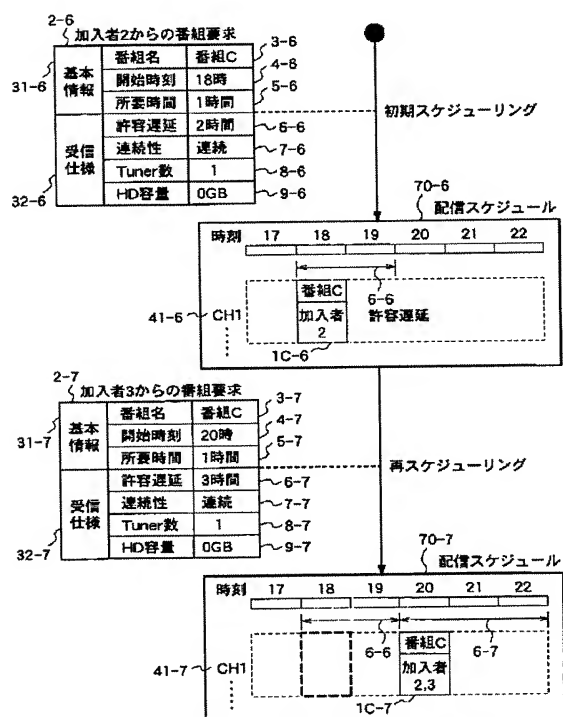 2-6
加入者2からの番組要求
31-6
基本情報
番組名 番組C
3-6
開始時刻 18時
4-6
所要時間 1時間
5-6
初期スケジューリング
受信仕様
許容遅延 2時間
6-6
連続性 連続
7-6
Tuner数 1
8-6
HD容量 0GB
9-6
32-6
70-6
配信スケジュール
時刻 17 18 19 20 21 22
6-6
許容遅延
41-6 CH1
番組C
加入者
2
1C-6
2-7
加入者3からの番組要求
31-7
基本情報
番組名 番組C
3-7
開始時刻 20時
4-7
所要時間 1時間
5-7
再スケジューリング
受信仕様
許容遅延 3時間
6-7
連続性 連続
7-7
Tuner数 1
8-7
HD容量 0GB
9-7
32-7
70-7
配信スケジュール
時刻 17 18 19 20 21 22
6-6
6-7
41-7 CH1
番組C
加入者
2,3
1C-7